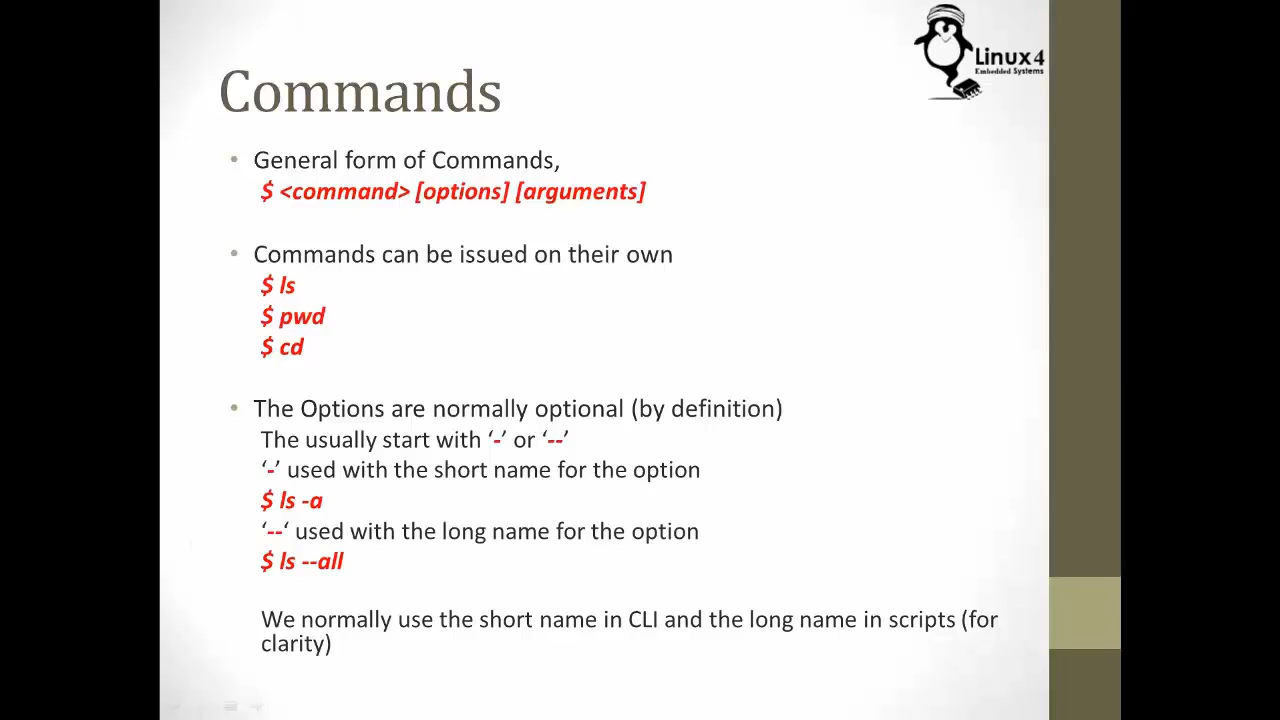 Linux4
Embedded Systems
Commands
• General form of Commands,
$ <command> [options] [arguments]
• Commands can be issued on their own
$ ls
$ pwd
$ cd
• The Options are normally optional (by definition)
The usually start with ‘-’ or ‘--’
‘-’ used with the short name for the option
$ ls -a
‘--‘ used with the long name for the option
$ ls --all
We normally use the short name in CLI and the long name in scripts (for
clarity)